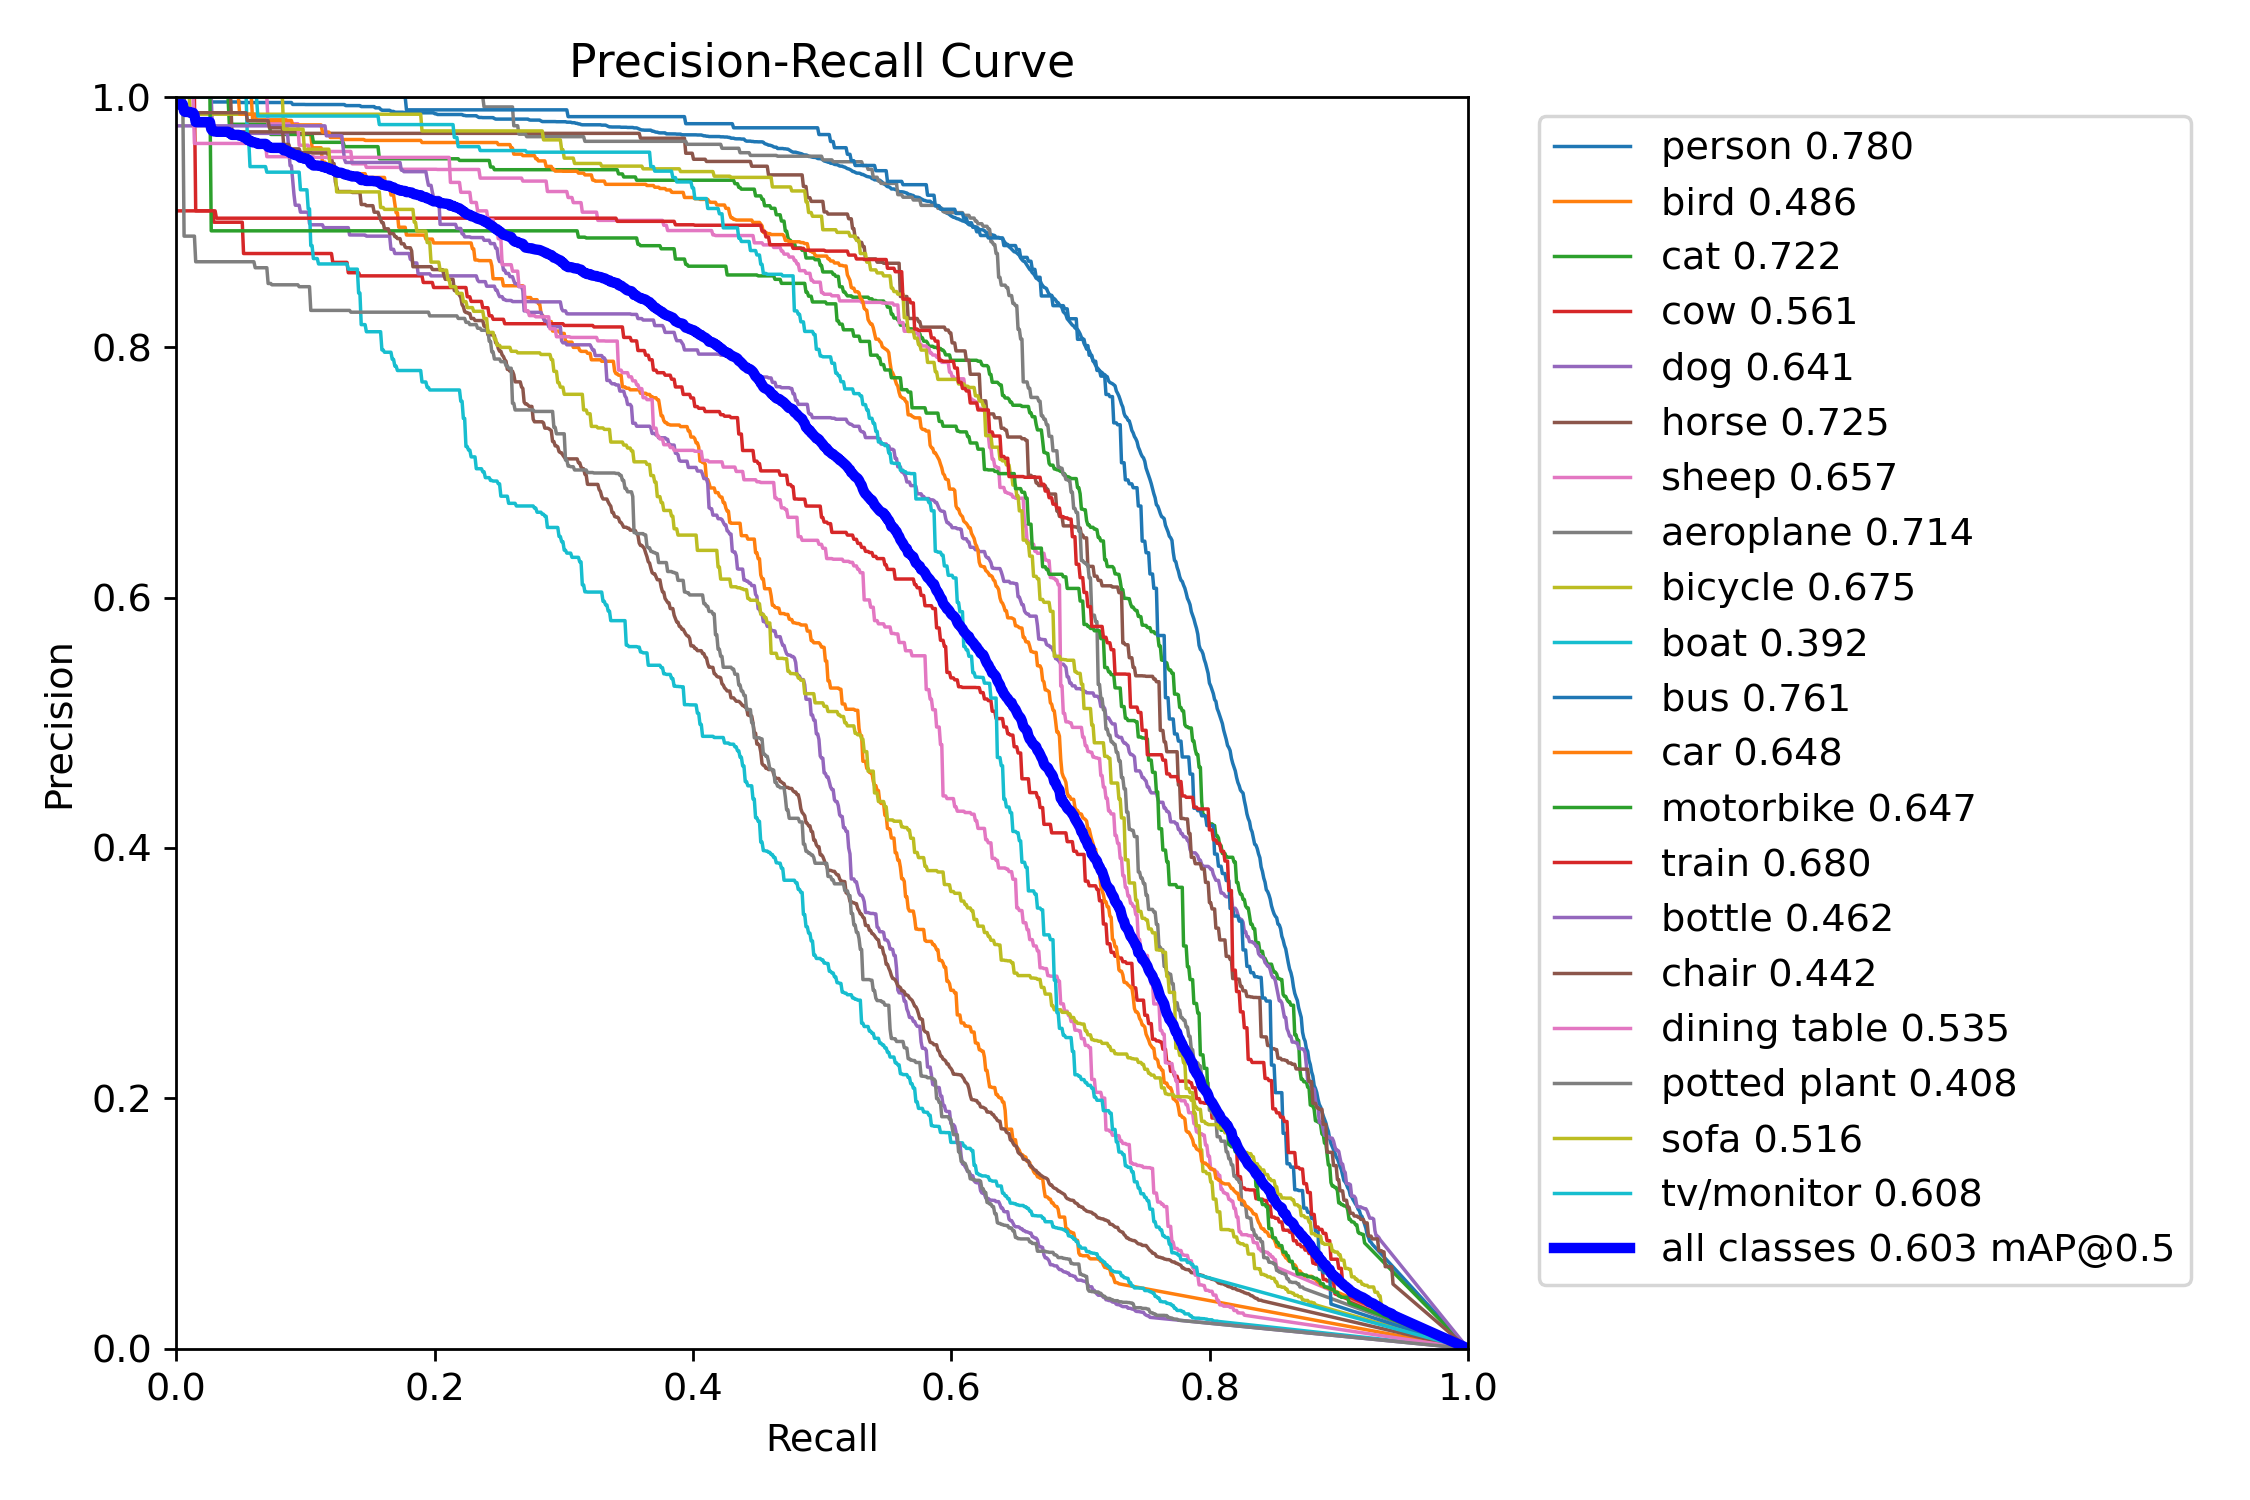 Precision-Recall Curve
1.0
0.8
0.6
0.4
0.2
0.0
Precision
0.0 0.2 0.4 0.6 0.8 1.0
Recall
person 0.780
bird 0.486
cat 0.722
cow 0.561
dog 0.641
horse 0.725
sheep 0.657
aeroplane 0.714
bicycle 0.675
boat 0.392
bus 0.761
car 0.648
motorbike 0.647
train 0.680
bottle 0.462
chair 0.442
dining table 0.535
potted plant 0.408
sofa 0.516
tv/monitor 0.608
all classes 0.603 mAP@0.5